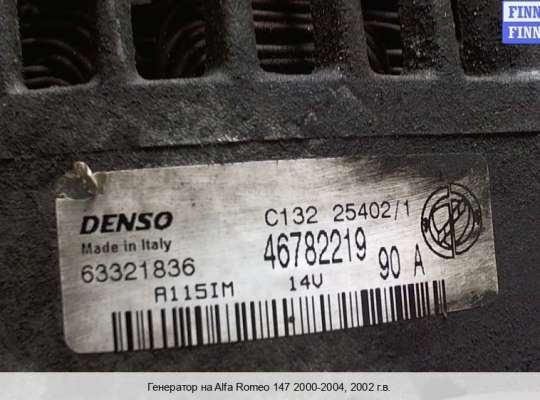 FINN
FINN
DENSO
C132 25402/1
Made in Italy
46782219
63321836
90 A
A115IM
14V
Генератор на Alfa Romeo 147 2000-2004, 2002 г.в.